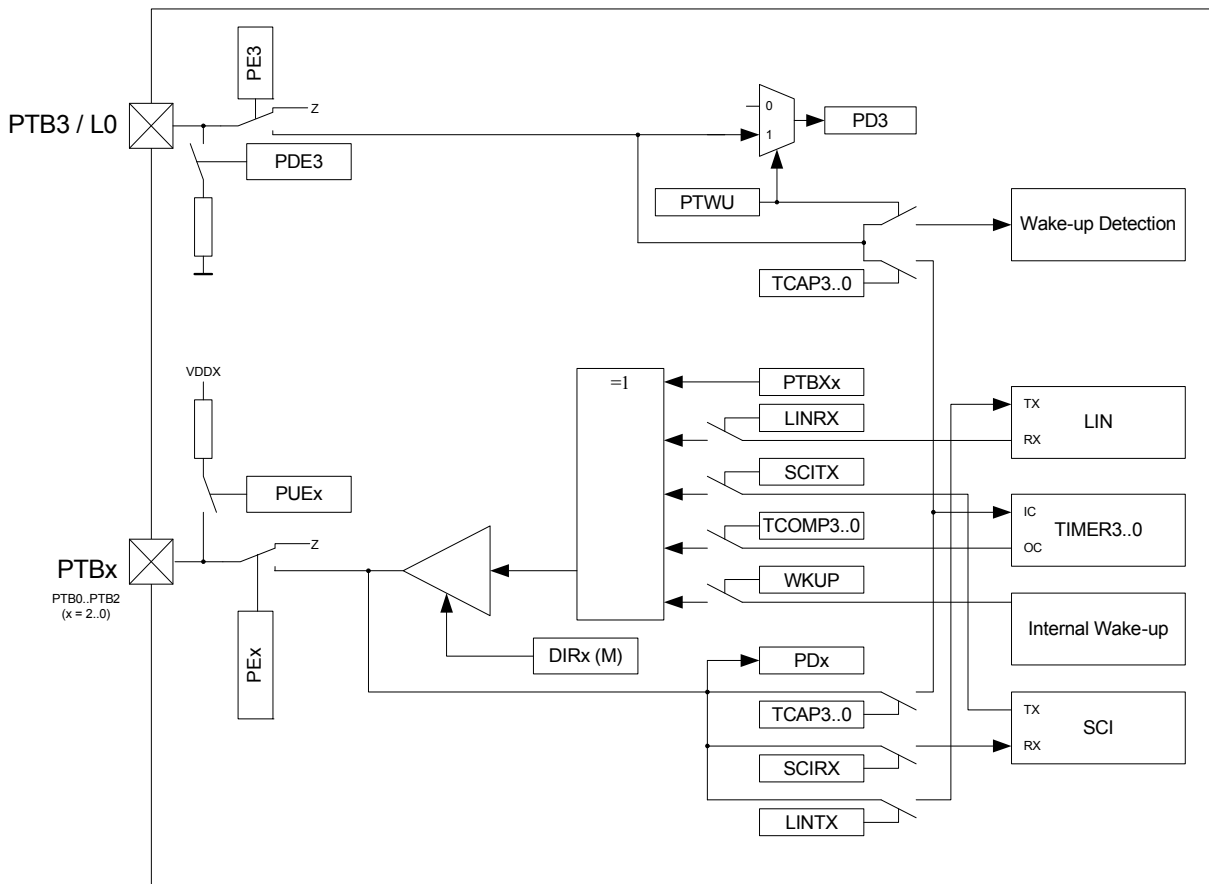 PE3
Z
PTB3 / L0
0
1
PD3
PDE3
PTWU
Wake-up Detection
TCAP3..0
VDDX
=1
PTBXx
LINRX
TX
RX
LIN
SCITX
PUEx
TCOMP3..0
IC
OC
TIMER3..0
Z
PTBx
PTB0..PTB2
(x = 2..0)
WKUP
Internal Wake-up
DIRx (M)
PEx
PDx
TCAP3..0
TX
RX
SCI
SCIRX
LINTX